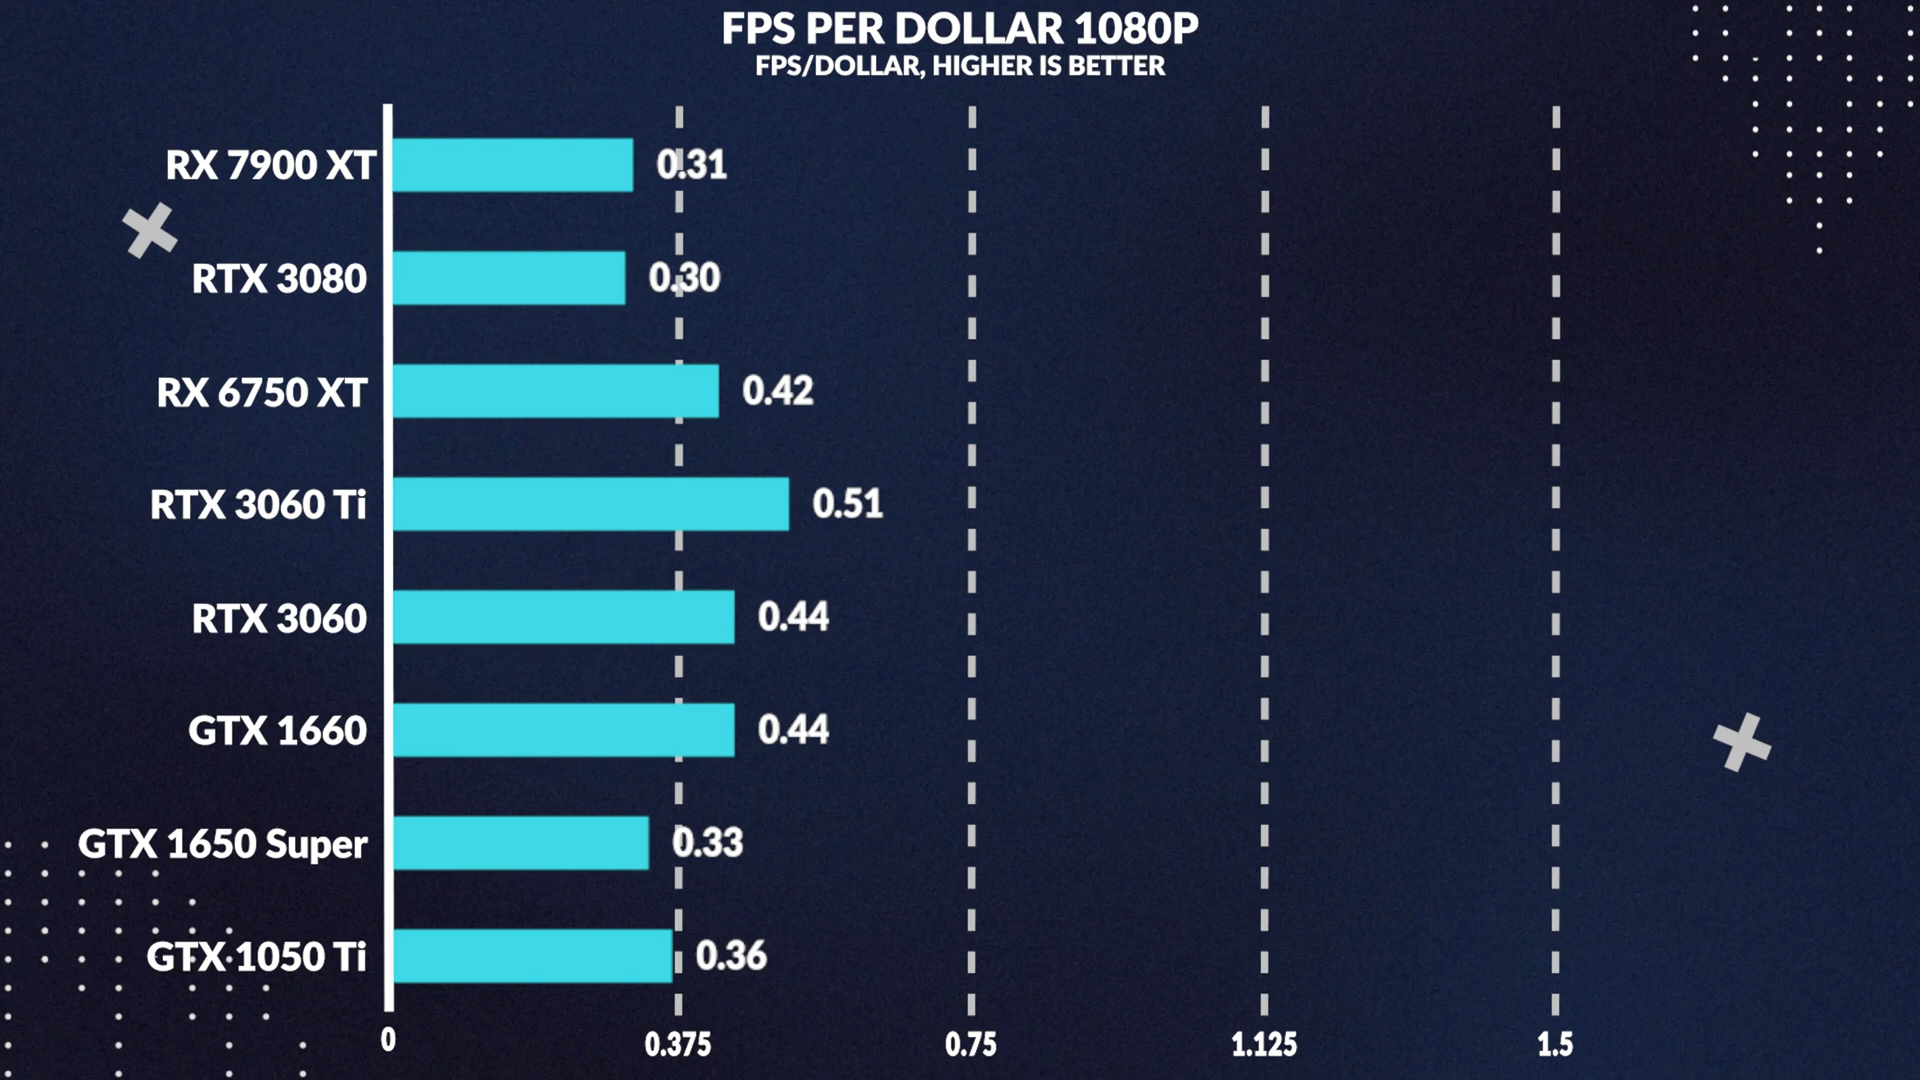 FPS PER DOLLAR 1080P
FPS/DOLLAR, HIGHER IS BETTER
RX 7900 XT 0.31
RTX 3080 0.30
RX 6750 XT 0.42
RTX 3060 Ti 0.51
RTX 3060 0.44
GTX 1660 0.44
GTX 1650 Super 0.33
GTX 1050 Ti 0.36
0 0.375 0.75 1.125 1.5